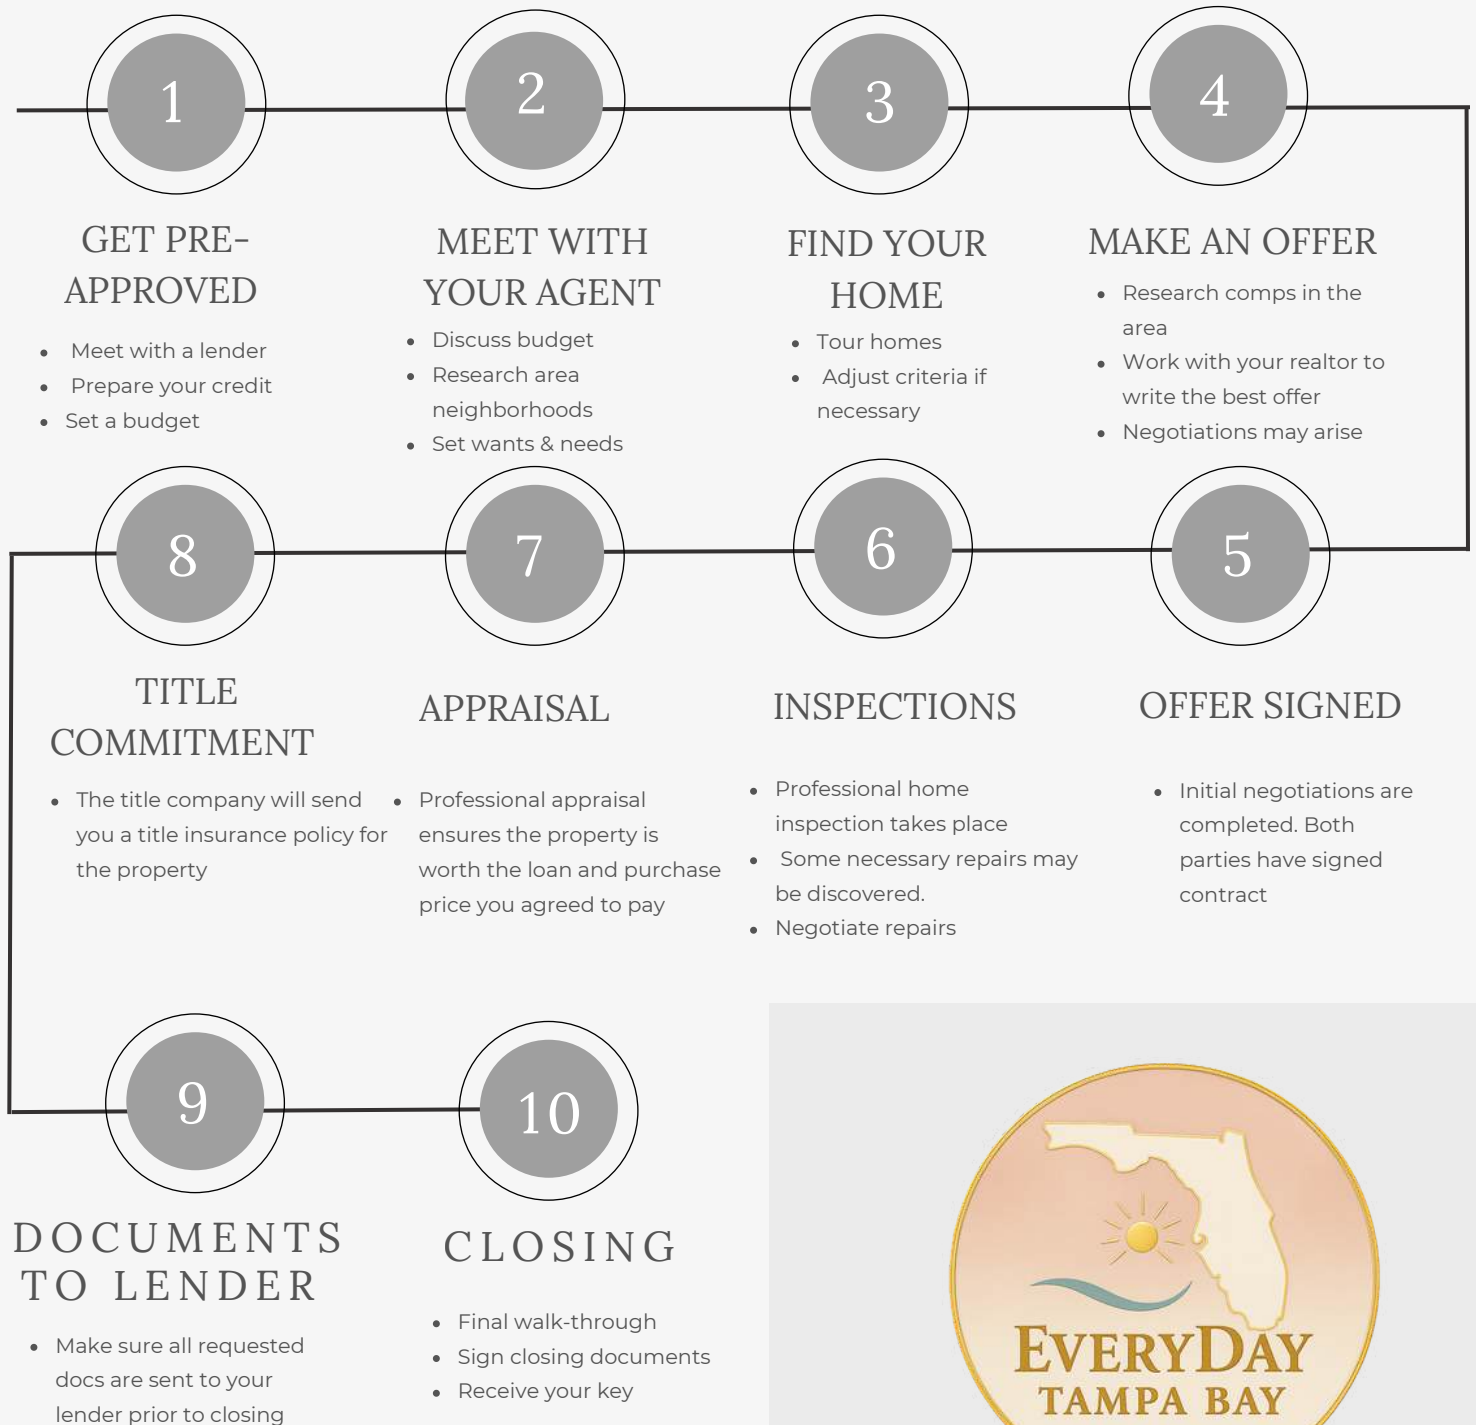 1
GET PRE-
APPROVED
• Meet with a lender
• Prepare your credit
• Set a budget
2
MEET WITH
YOUR AGENT
• Discuss budget
• Research area
neighborhoods
• Set wants & needs
3
FIND YOUR
HOME
• Tour homes
• Adjust criteria if
necessary
4
MAKE AN OFFER
• Research comps in the
area
• Work with your realtor to
write the best offer
• Negotiations may arise
5
OFFER SIGNED
• Initial negotiations are
completed. Both
parties have signed
contract
6
INSPECTIONS
• Professional home
inspection takes place
• Some necessary repairs may
be discovered.
• Negotiate repairs
7
APPRAISAL
• Professional appraisal
ensures the property is
worth the loan and purchase
price you agreed to pay
8
TITLE
COMMITMENT
• The title company will send
you a title insurance policy for
the property
9
DOCUMENTS
TO LENDER
• Make sure all requested
docs are sent to your
lender prior to closing
10
CLOSING
• Final walk-through
• Sign closing documents
• Receive your key
EVERYDAY
TAMPA BAY